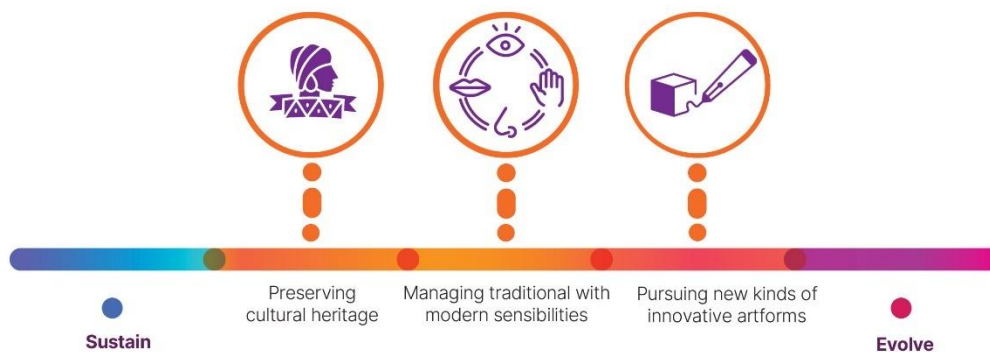 Preserving
cultural heritage
Managing traditional with
modern sensibilities
Pursuing new kinds of
innovative artforms
Sustain
Evolve